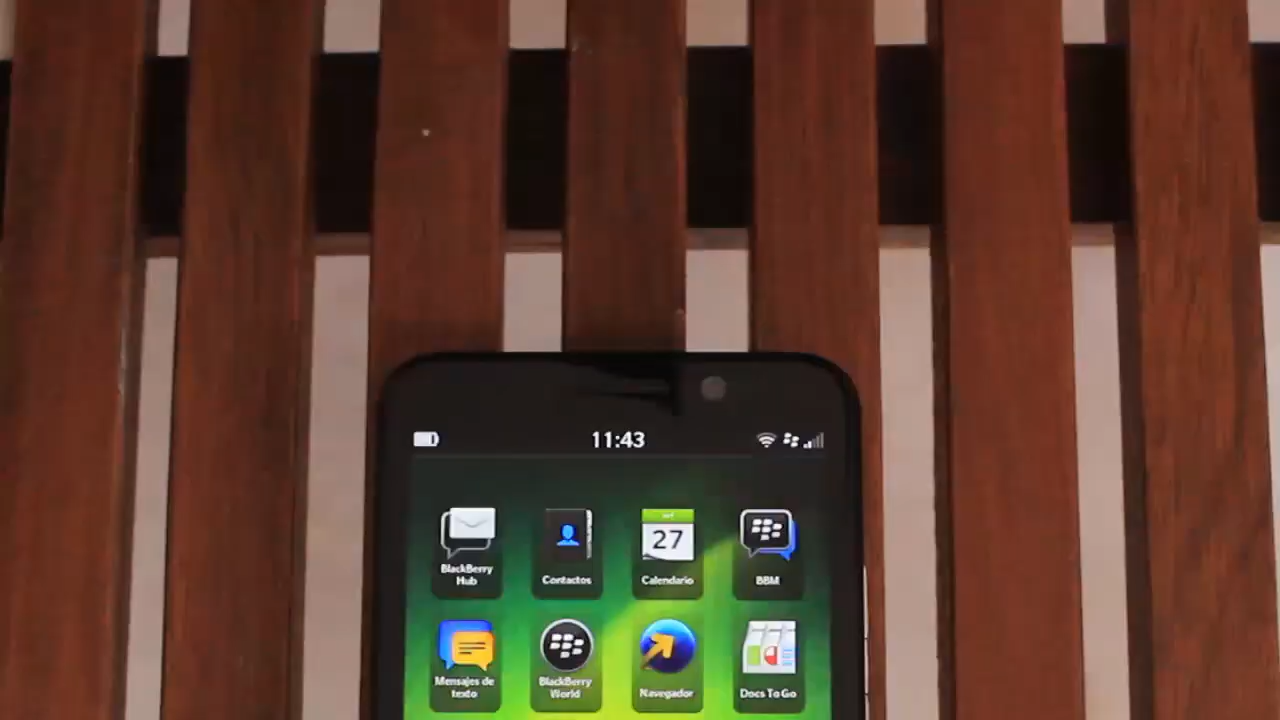 11:43
27
BlackBerry
Hub
Contactos
Calendario
BBM
Mensajes de
texto
BlackBerry
World
Navegador
Docs To Go